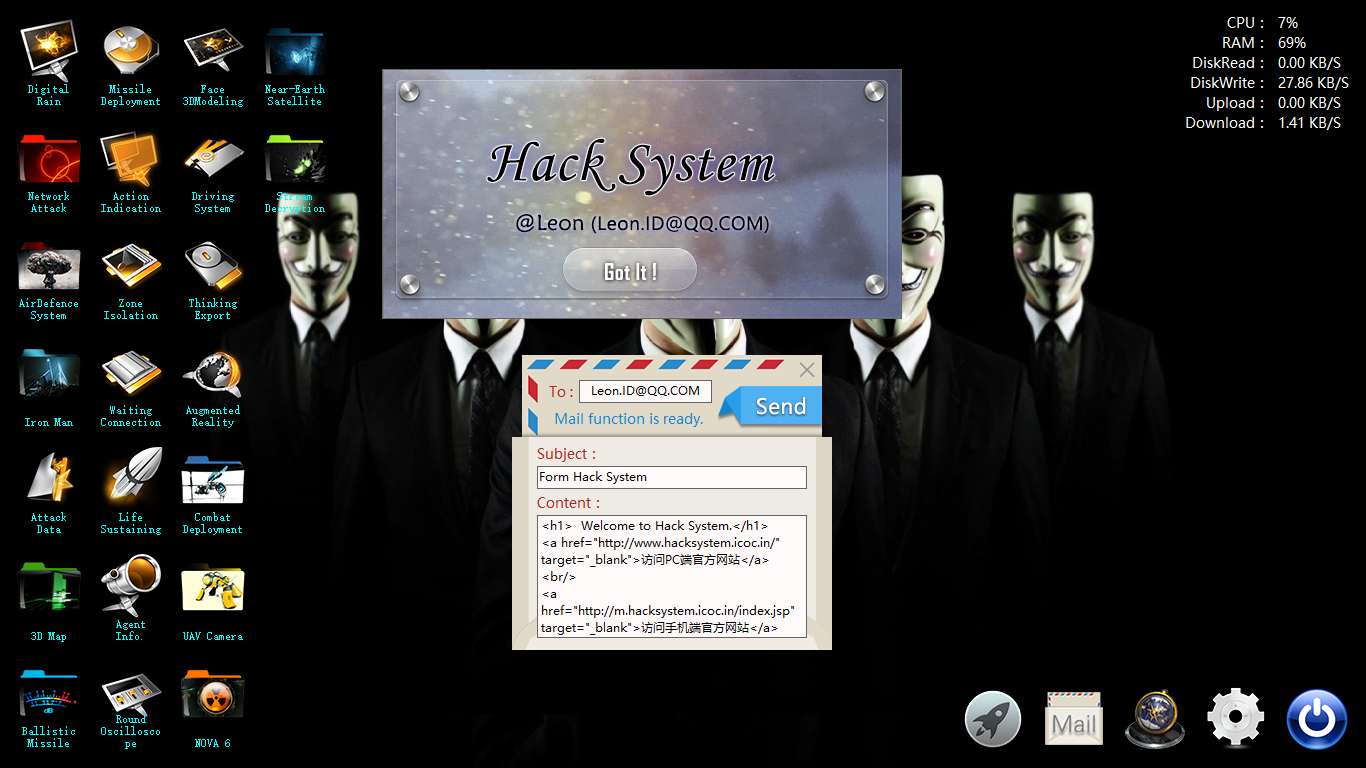 Digital
Rain
Missile
Deployment
Face
3DModeling
Near-Earth
Satellite
Network
Attack
Action
Indication
Driving
System
Stream
Decryption
AirDefence
System
Zone
Isolation
Thinking
Export
Iron Man
Waiting
Connection
Augmented
Reality
Attack
Data
Life
Sustaining
Combat
Deployment
3D Map
Agent
Info.
UAV Camera
Ballistic
Missile
Round
Oscillosco
pe
NOVA 6
Hack System
@Leon (Leon.ID@QQ.COM)
Got It !
To : Leon.ID@QQ.COM
Send
Mail function is ready.
Subject :
Form Hack System
Content :
<h1>  Welcome to Hack System.</h1>
<a href="http://www.hacksystem.icoc.in/"
target="_blank">访问PC端官方网站</a>
<br/>
<a
href="http://m.hacksystem.icoc.in/index.jsp"
target="_blank">访问手机端官方网站</a>
CPU : 7%
RAM : 69%
DiskRead : 0.00 KB/S
DiskWrite : 27.86 KB/S
Upload : 0.00 KB/S
Download : 1.41 KB/S
Mail